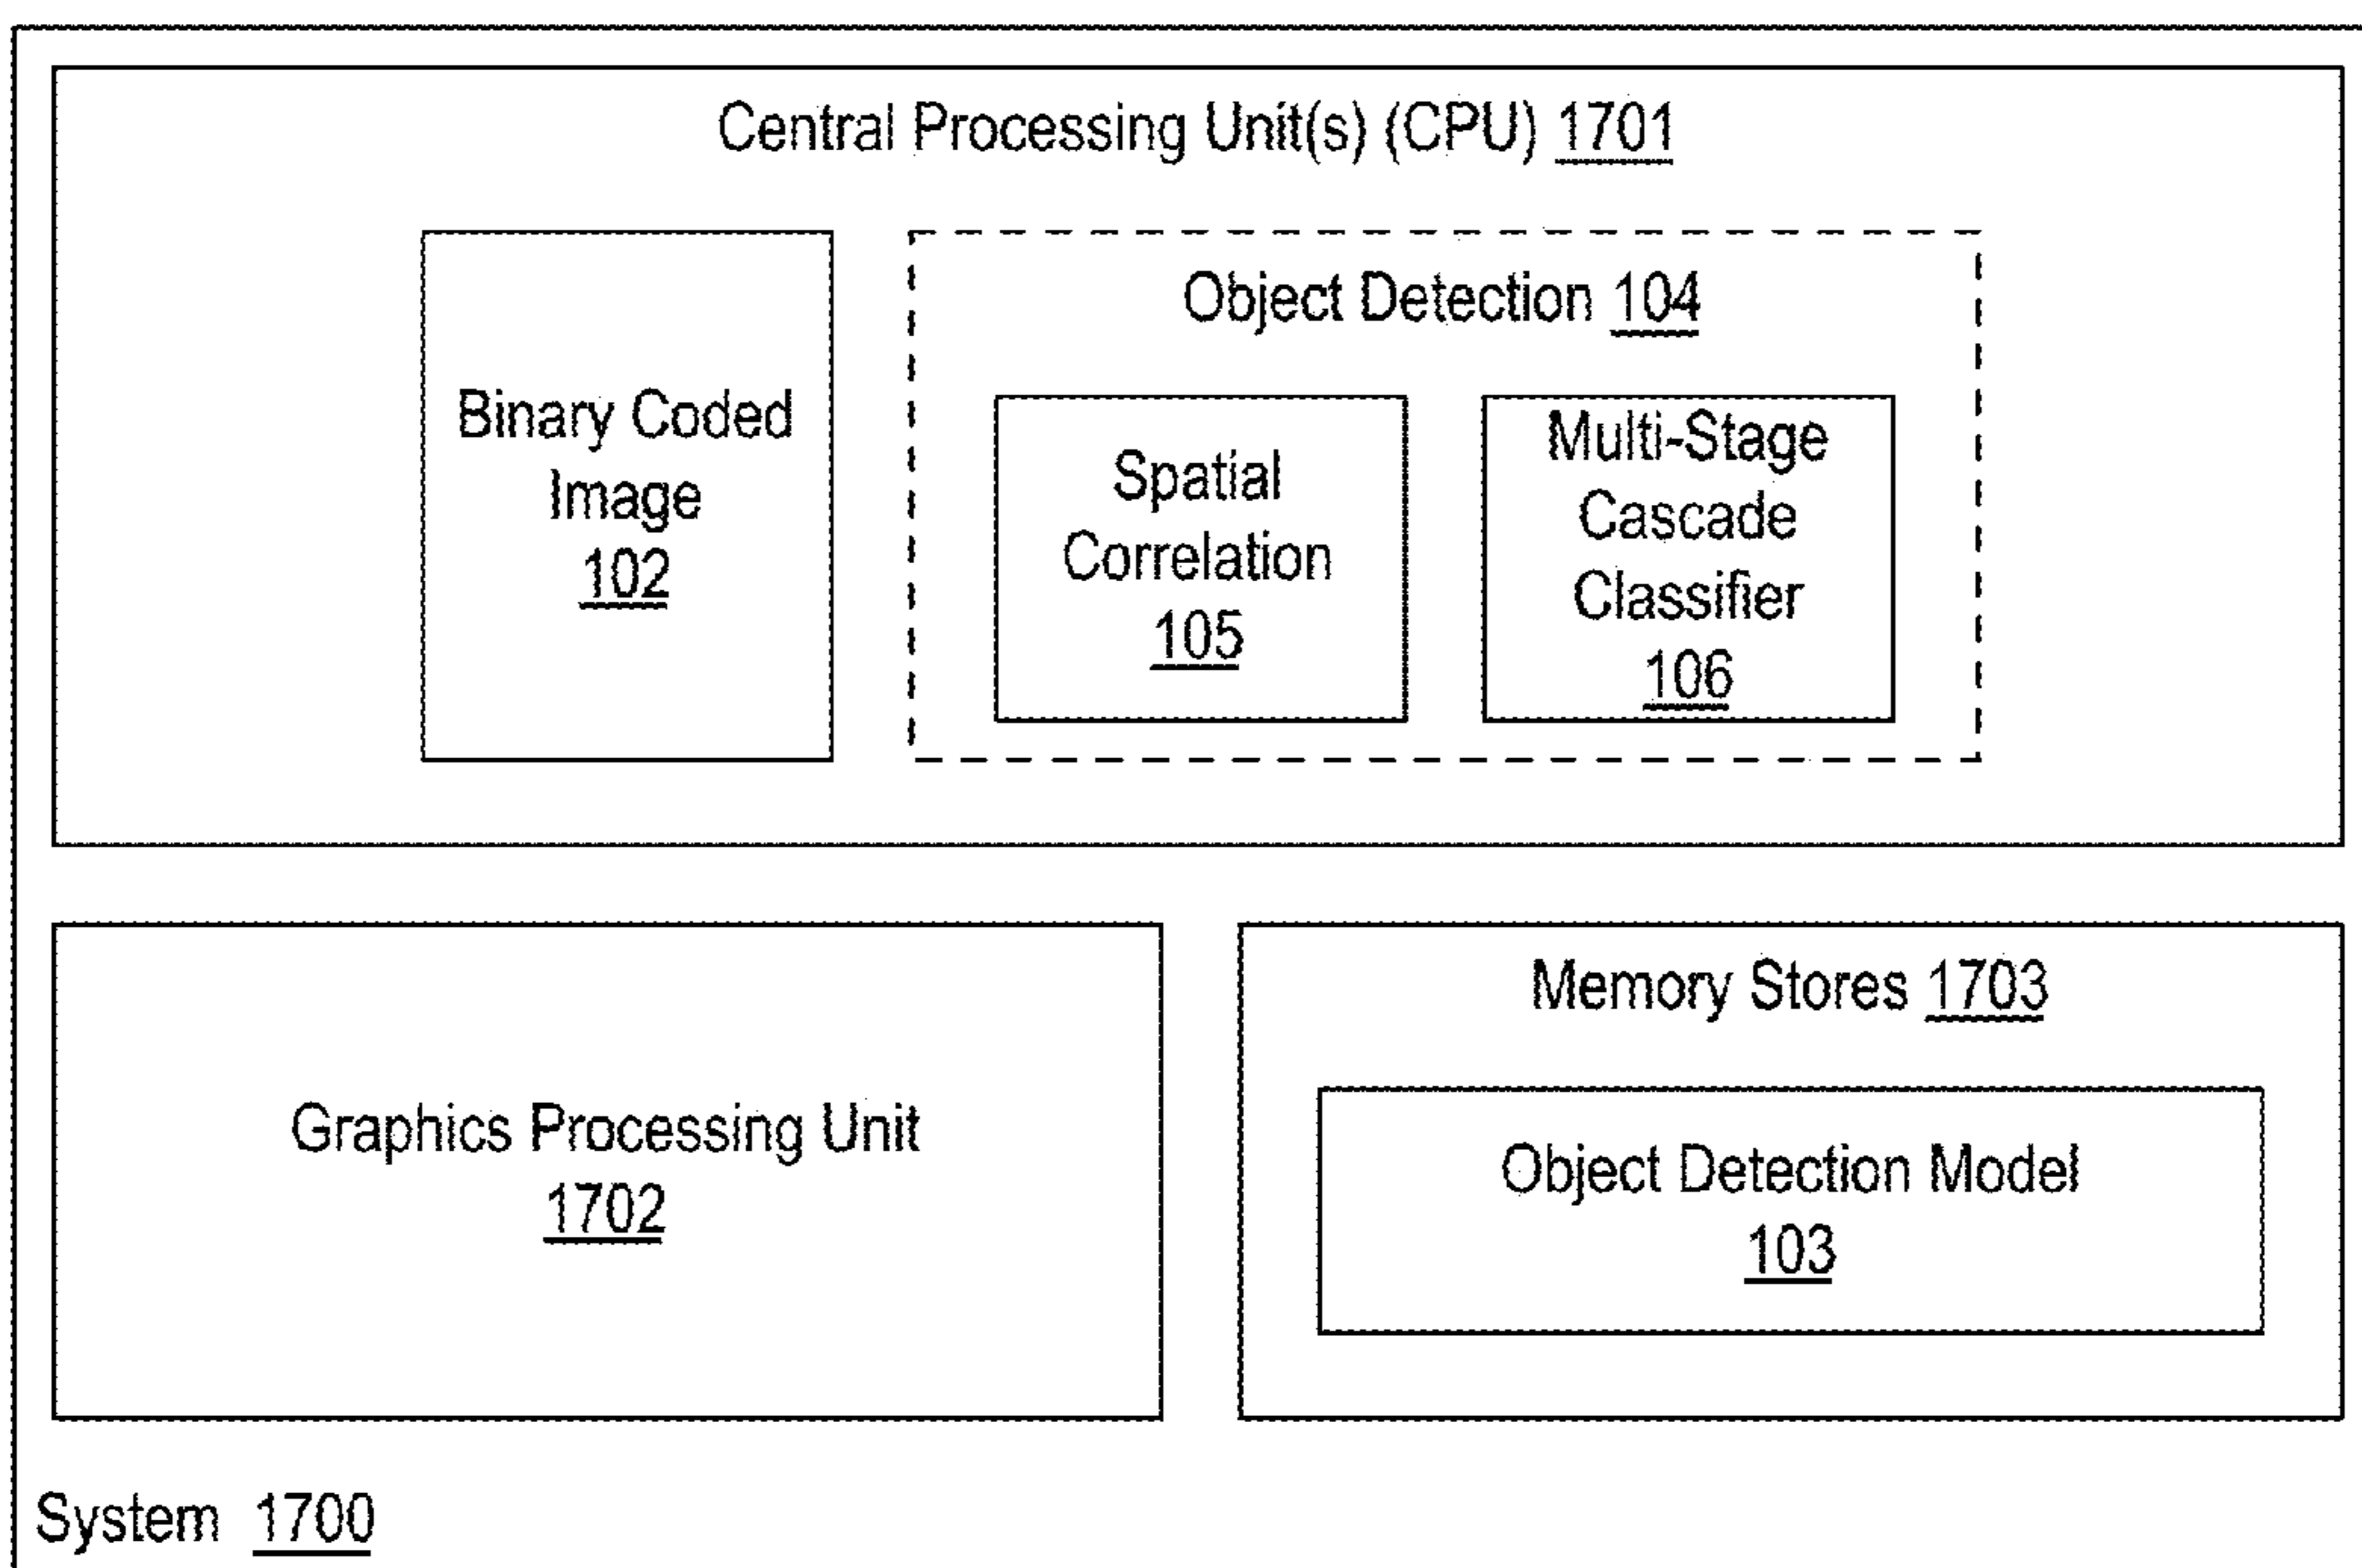 Central Processing Unit(s) (CPU) 1701
Binary Coded
Image
102
Object Detection 104
Spatial
Correlation
105
Multi-Stage
Cascade
Classifier
106
Graphics Processing Unit
1702
Memory Stores 1703
Object Detection Model
103
System 1700